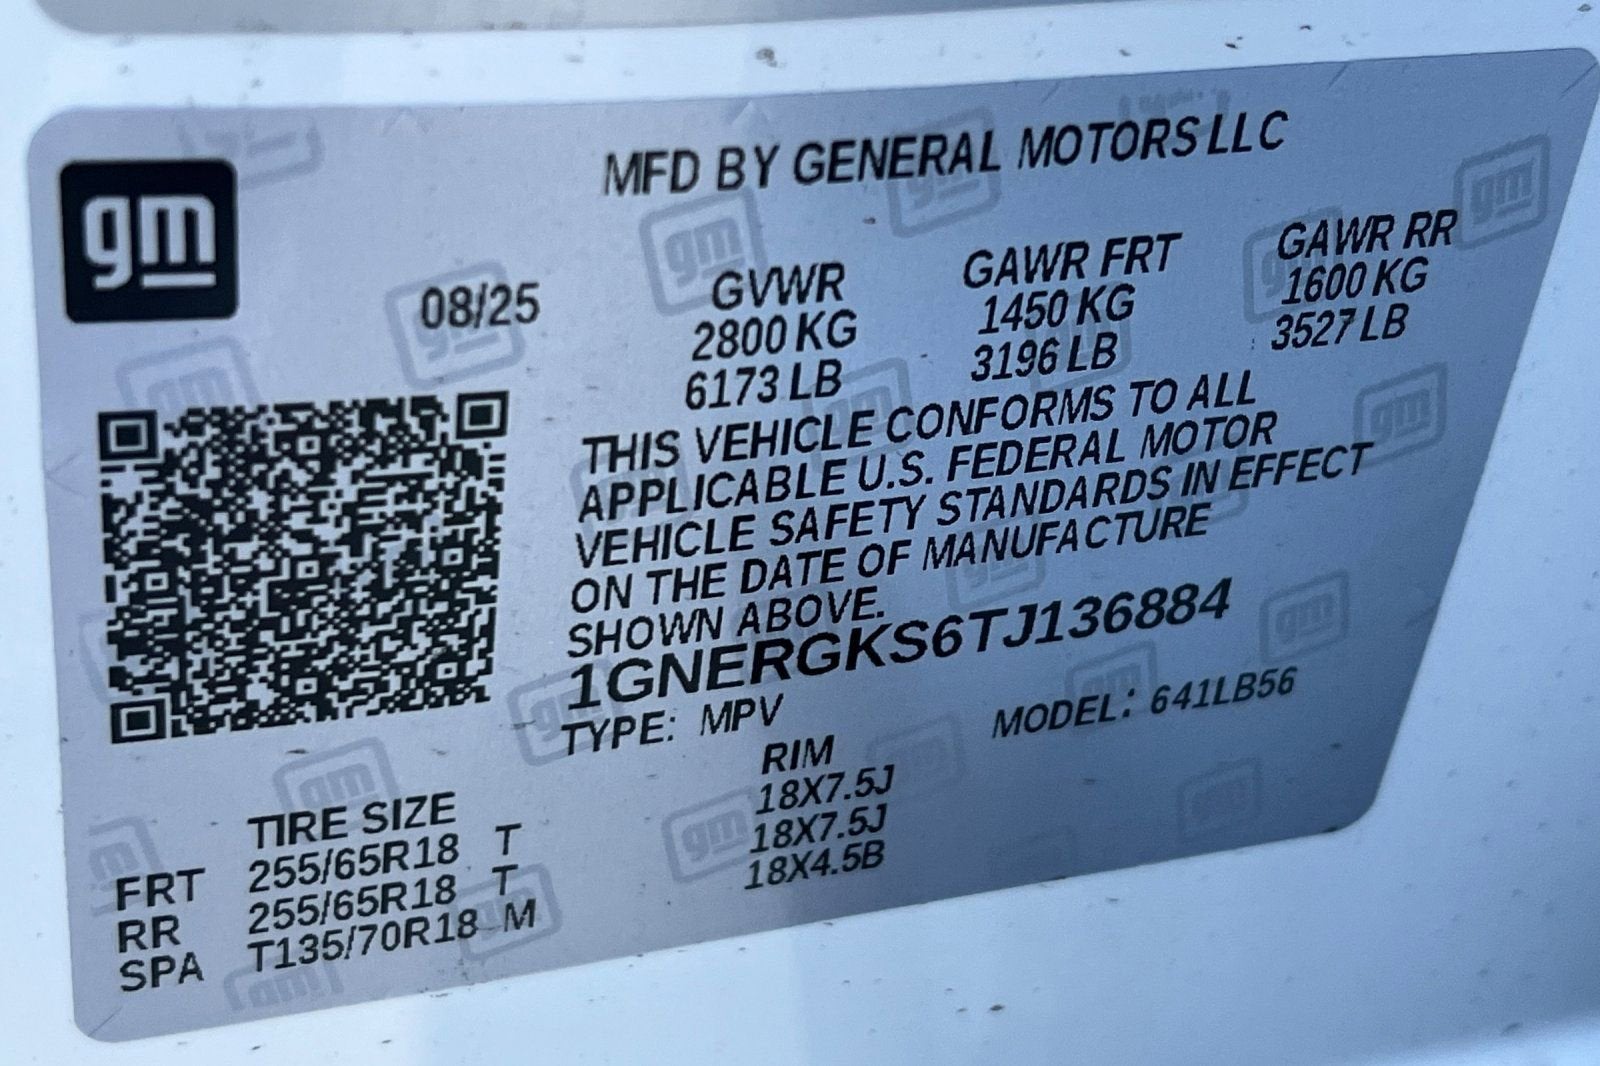 gm
MFD BY GENERAL MOTORS LLC
08/25
GVWR
2800 KG
6173 LB
GAWR FRT
1450 KG
3196 LB
GAWR RR
1600 KG
3527 LB
THIS VEHICLE CONFORMS TO ALL
APPLICABLE U.S. FEDERAL MOTOR
VEHICLE SAFETY STANDARDS IN EFFECT
ON THE DATE OF MANUFACTURE
SHOWN ABOVE.
1GNERGKS6TJ136884
TYPE: MPV
MODEL: 641LB56
TIRE SIZE RIM
FRT 255/65R18 T 18X7.5J
RR 255/65R18 T 18X7.5J
SPA T135/70R18 M 18X4.5B